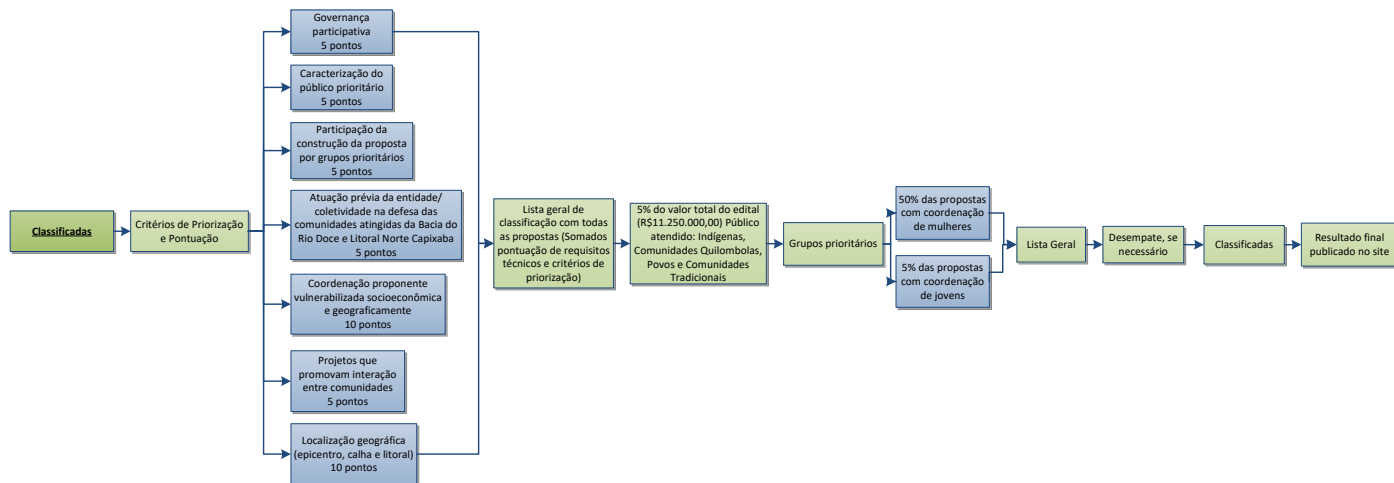 Classificadas
Critérios de Priorização
e Pontuação
Governança
participativa
5 pontos
Caracterização do
público prioritário
5 pontos
Participação da
construção da proposta
por grupos prioritários
5 pontos
Atuação prévia da entidade/
coletividade na defesa das
comunidades atingidas da Bacia do
Rio Doce e Litoral Norte Capixaba
5 pontos
Coordenação proponente
vulnerabilizada socioeconômica
e geograficamente
10 pontos
Projetos que
promovam interação
entre comunidades
5 pontos
Localização geográfica
(epicentro, calha e litoral)
10 pontos
Lista geral de
classificação com todas
as propostas (Somados
pontuação de requisitos
técnicos e critérios de
priorização)
5% do valor total do edital
(R$11.250.000,00) Público
atendido: Indígenas,
Comunidades Quilombolas,
Povos e Comunidades
Tradicionais
Grupos prioritários
50% das propostas
com coordenação
de mulheres
5% das propostas
com coordenação
de jovens
Lista Geral
Desempate, se
necessário
Classificadas
Resultado final
publicado no site